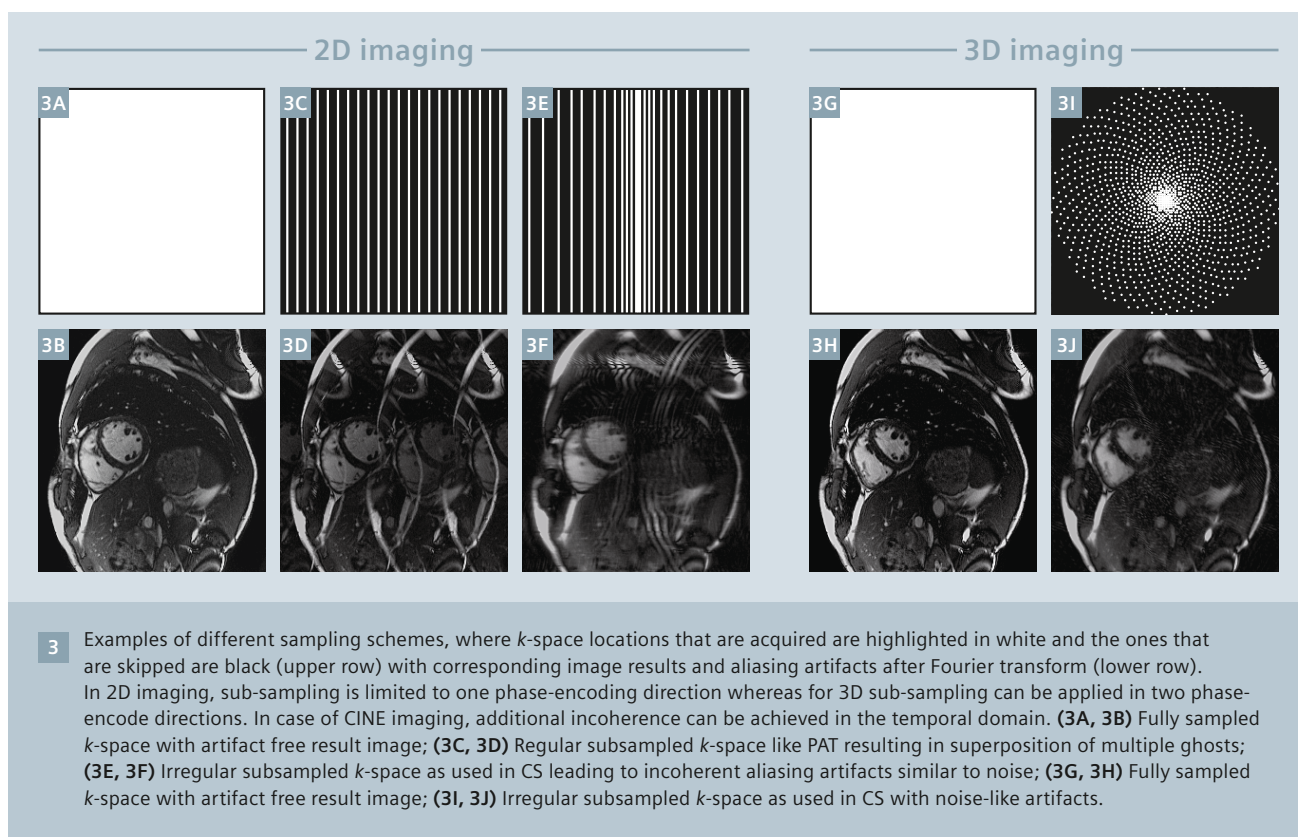 2D imaging
3D imaging
3A
3C
3E
3G
3I
3B
3D
3F
3H
3J
3
Examples of different sampling schemes, where k-space locations that are acquired are highlighted in white and the ones that
are skipped are black (upper row) with corresponding image results and aliasing artifacts after Fourier transform (lower row).
In 2D imaging, sub-sampling is limited to one phase-encoding direction whereas for 3D sub-sampling can be applied in two phase-
encode directions. In case of CINE imaging, additional incoherence can be achieved in the temporal domain. (3A, 3B) Fully sampled
k-space with artifact free result image; (3C, 3D) Regular subsampled k-space like PAT resulting in superposition of multiple ghosts;
(3E, 3F) Irregular subsampled k-space as used in CS leading to incoherent aliasing artifacts similar to noise; (3G, 3H) Fully sampled
k-space with artifact free result image; (3I, 3J) Irregular subsampled k-space as used in CS with noise-like artifacts.